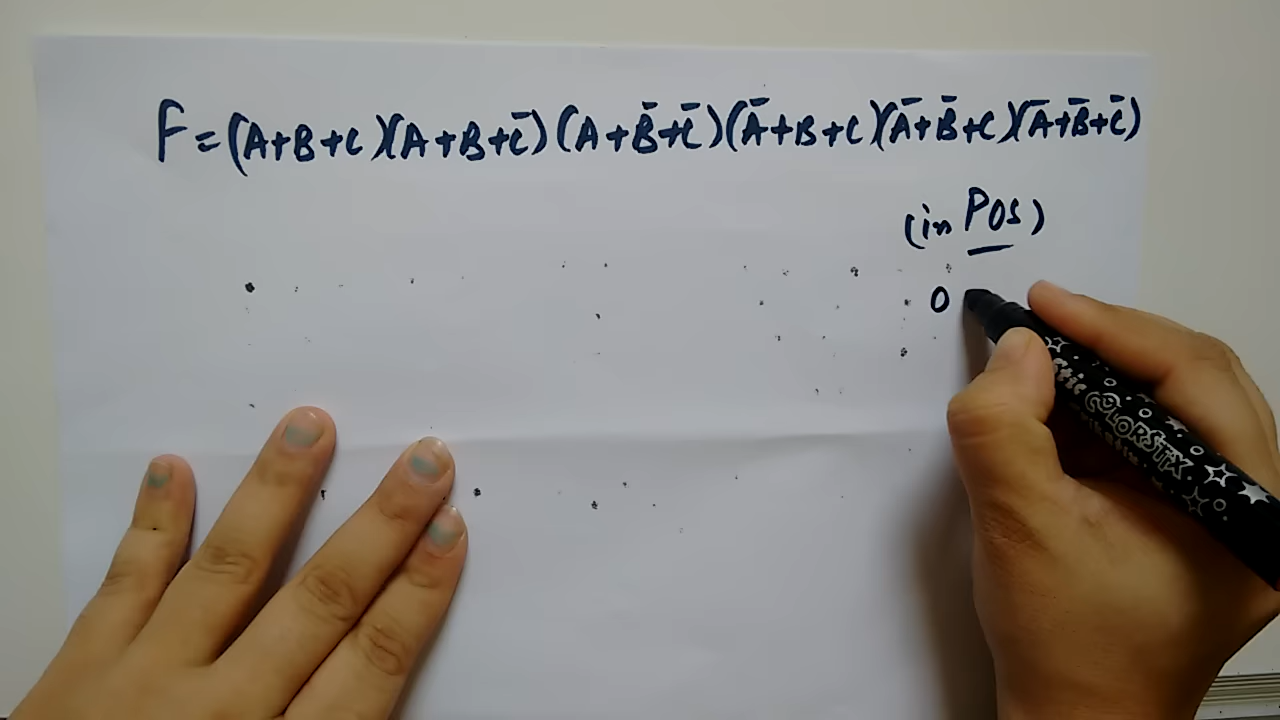 F = (A+B+C)(A+B+C̅)(A+B̅+C̅)(A̅+B+C)(A̅+B̅+C)(A̅+B̅+C̅)
(in POS)
0
COLORSTIX